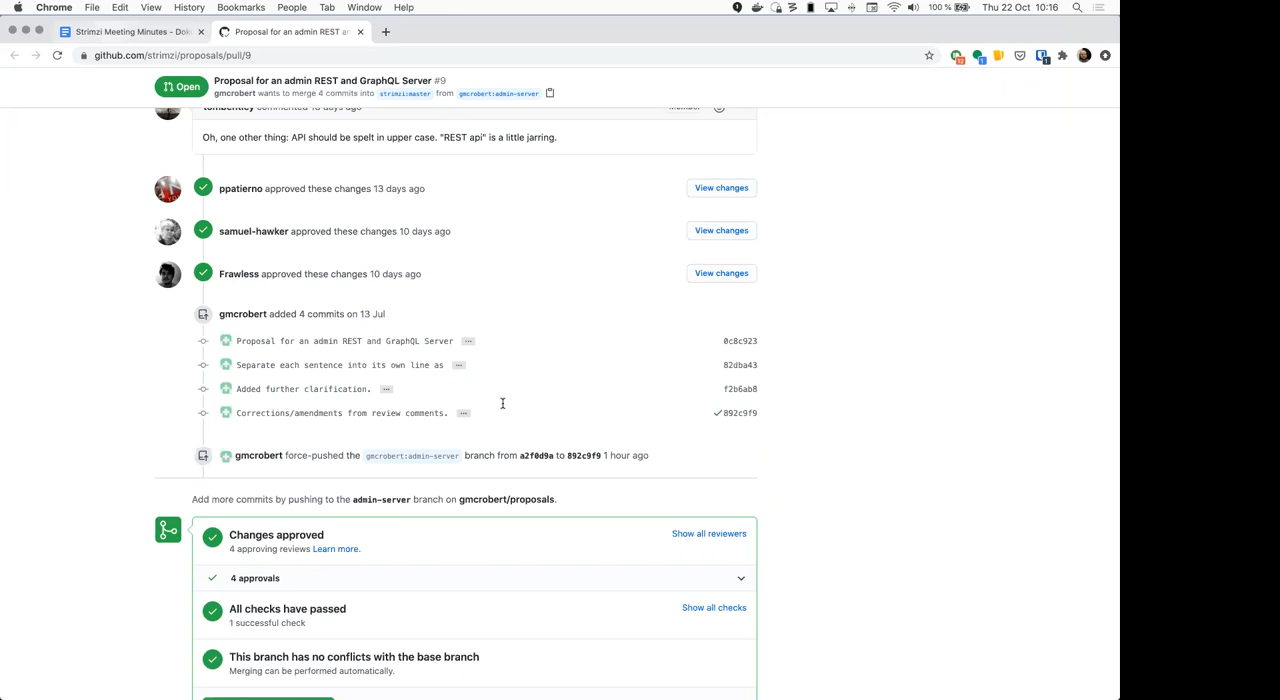 Chrome File Edit View History Bookmarks People Tab Window Help 100 % Thu 22 Oct 10:16
Strimzi Meeting Minutes - Dok
Proposal for an admin REST an
github.com/strimzi/proposals/pull/9
Open
Proposal for an admin REST and GraphQL Server #9
gmcrobert wants to merge 4 commits into strimzi:master from gmcrobert:admin-server
Oh, one other thing: API should be spelt in upper case. "REST api" is a little jarring.
ppatierno approved these changes 13 days ago
View changes
samuel-hawker approved these changes 10 days ago
View changes
Frawless approved these changes 10 days ago
View changes
gmcrobert added 4 commits on 13 Jul
Proposal for an admin REST and GraphQL Server ... 0c8c923
Separate each sentence into its own line as ... 82dba43
Added further clarification. ... f2b6ab8
Corrections/amendments from review comments. ... 892c9f9
gmcrobert force-pushed the gmcrobert:admin-server branch from a2f0d9a to 892c9f9 1 hour ago
Add more commits by pushing to the admin-server branch on gmcrobert/proposals.
Changes approved
Show all reviewers
4 approving reviews Learn more.
4 approvals
All checks have passed
Show all checks
1 successful check
This branch has no conflicts with the base branch
Merging can be performed automatically.